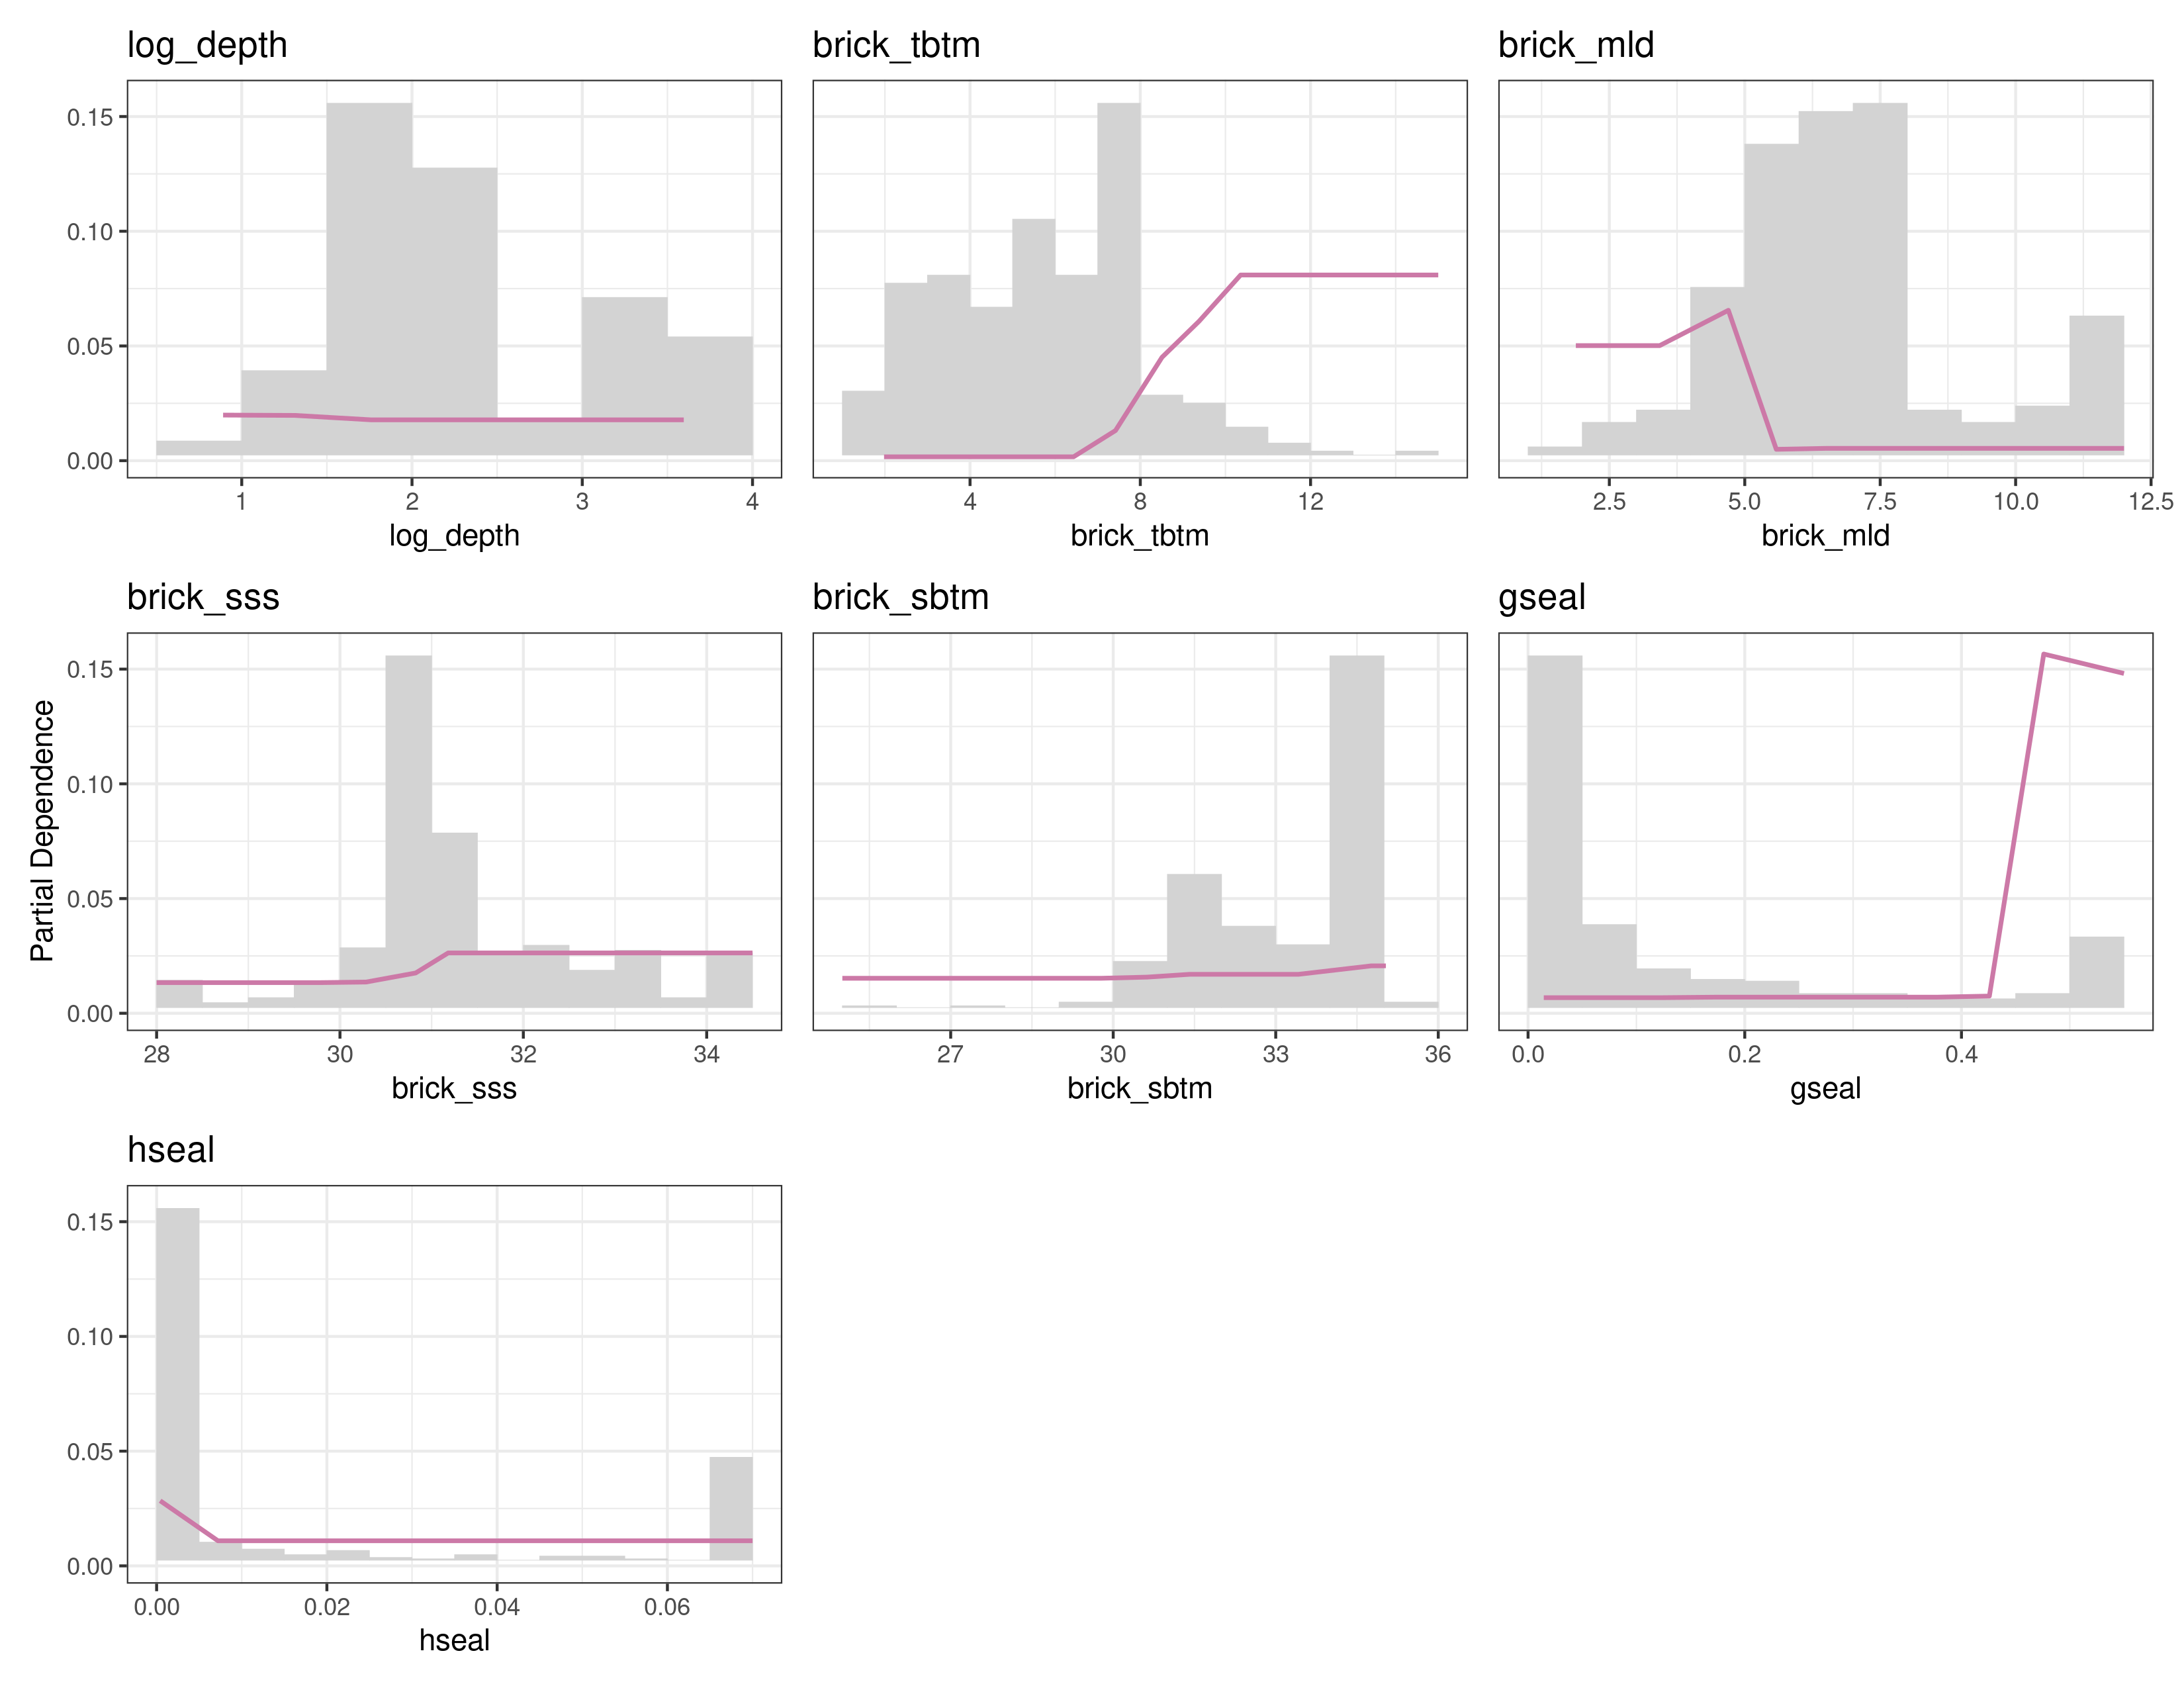 log_depth
brick_tbtm
brick_mld
0.15
0.10
0.05
0.00
1 2 3 4
4 8 12
2.5 5.0 7.5 10.0 12.5
log_depth
brick_tbtm
brick_mld
brick_sss
brick_sbtm
gseal
Partial Dependence
0.15
0.10
0.05
0.00
28 30 32 34
27 30 33 36
0.0 0.2 0.4
brick_sss
brick_sbtm
gseal
hseal
0.15
0.10
0.05
0.00
0.00 0.02 0.04 0.06
hseal